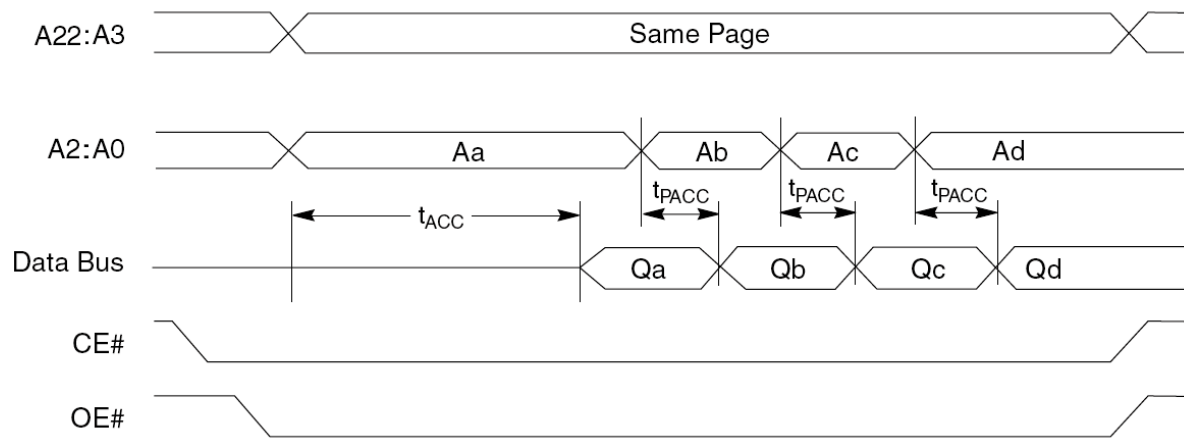 A22:A3 Same Page
A2:A0 Aa Ab Ac Ad
tACC tPACC tPACC tPACC
Data Bus Qa Qb Qc Qd
CE#
OE#